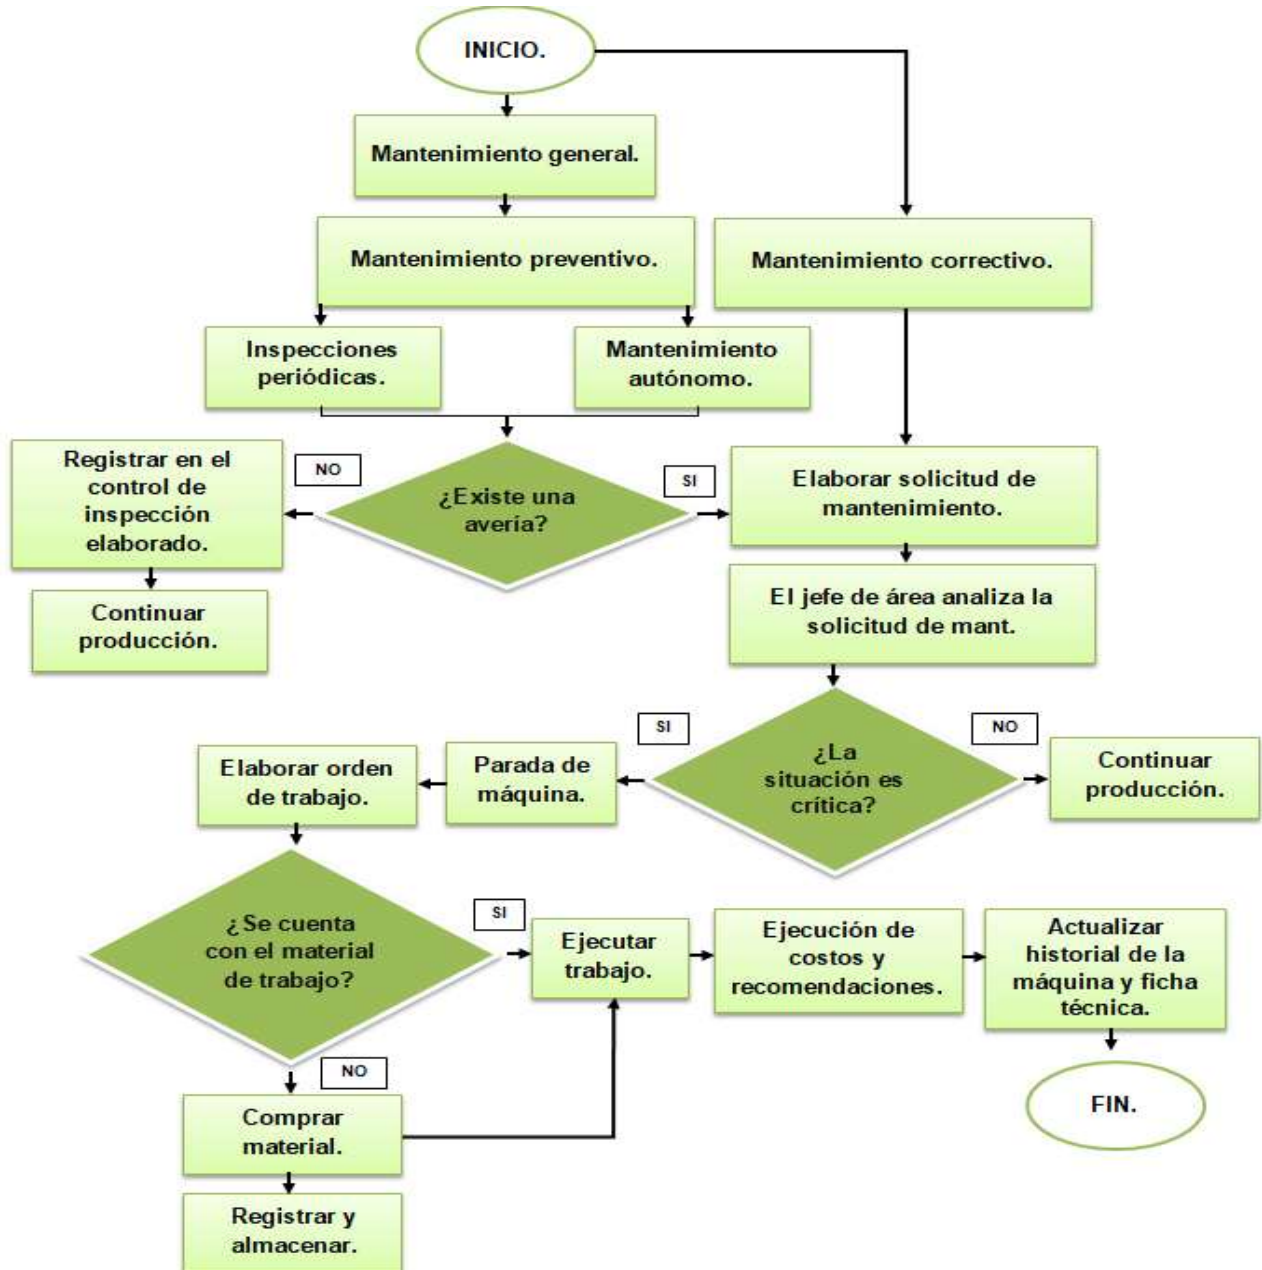 INICIO.
Mantenimiento general.
Mantenimiento preventivo.
Mantenimiento correctivo.
Inspecciones
periódicas.
Mantenimiento
autónomo.
Registrar en el
control de
inspección
elaborado.
NO
¿Existe una
avería?
SI
Elaborar solicitud de
mantenimiento.
Continuar
producción.
El jefe de área analiza la
solicitud de mant.
Elaborar orden
de trabajo.
Parada de
máquina.
SI
¿La
situación es
crítica?
NO
Continuar
producción.
¿Se cuenta
con el material
de trabajo?
SI
Ejecutar
trabajo.
Ejecución de
costos y
recomendaciones.
Actualizar
historial de la
máquina y ficha
técnica.
NO
Comprar
material.
FIN.
Registrar y
almacenar.